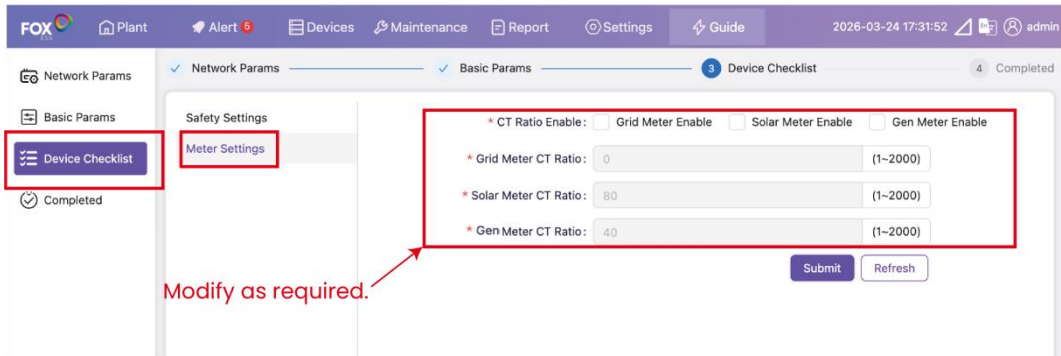 FOX ESS Plant Alert 5 Devices Maintenance Report Settings Guide 2026-03-24 17:31:52 En admin
Network Params Network Params Basic Params 3 Device Checklist 4 Completed
Basic Params Safety Settings * CT Ratio Enable: Grid Meter Enable Solar Meter Enable Gen Meter Enable
Device Checklist Meter Settings * Grid Meter CT Ratio: 0 (1~2000)
Completed * Solar Meter CT Ratio: 80 (1~2000)
* Gen Meter CT Ratio: 40 (1~2000)
Submit Refresh
Modify as required.